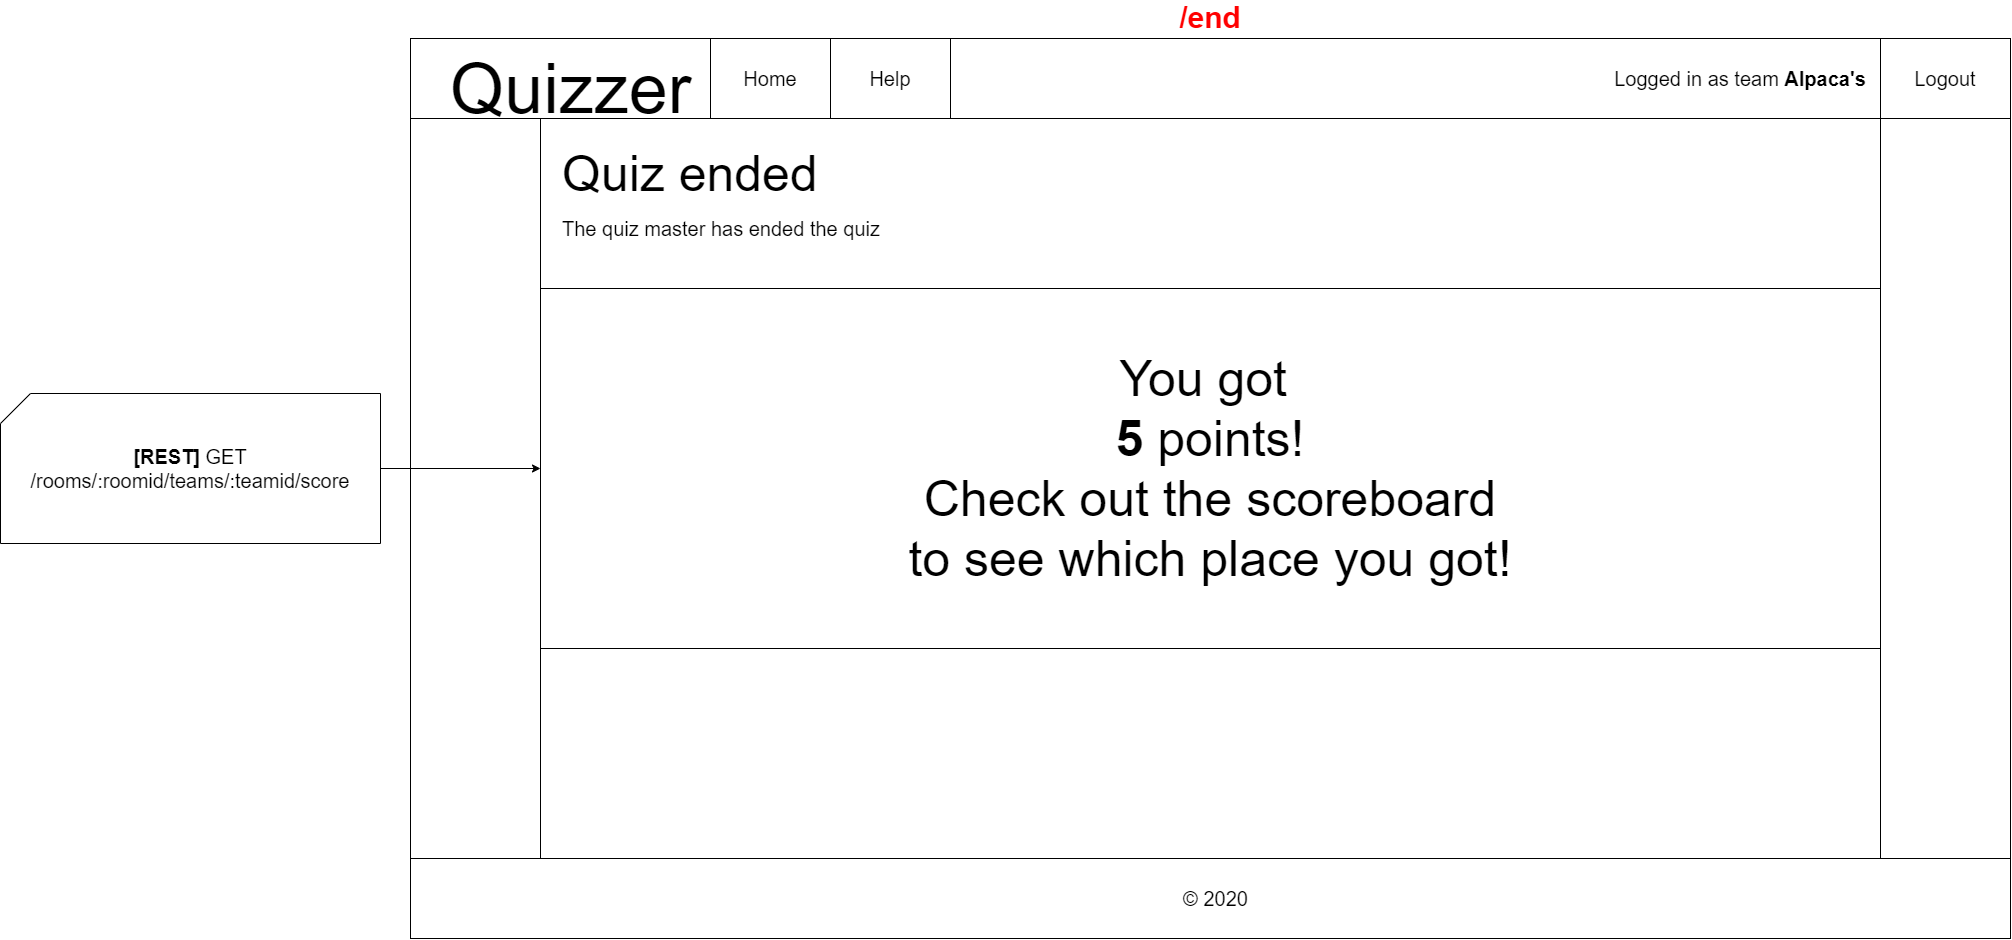 /end
Quizzer
Home
Help
Logged in as team Alpaca's
Logout
Quiz ended
The quiz master has ended the quiz
[REST] GET
/rooms/:roomid/teams/:teamid/score
You got
5 points!
Check out the scoreboard
to see which place you got!
© 2020